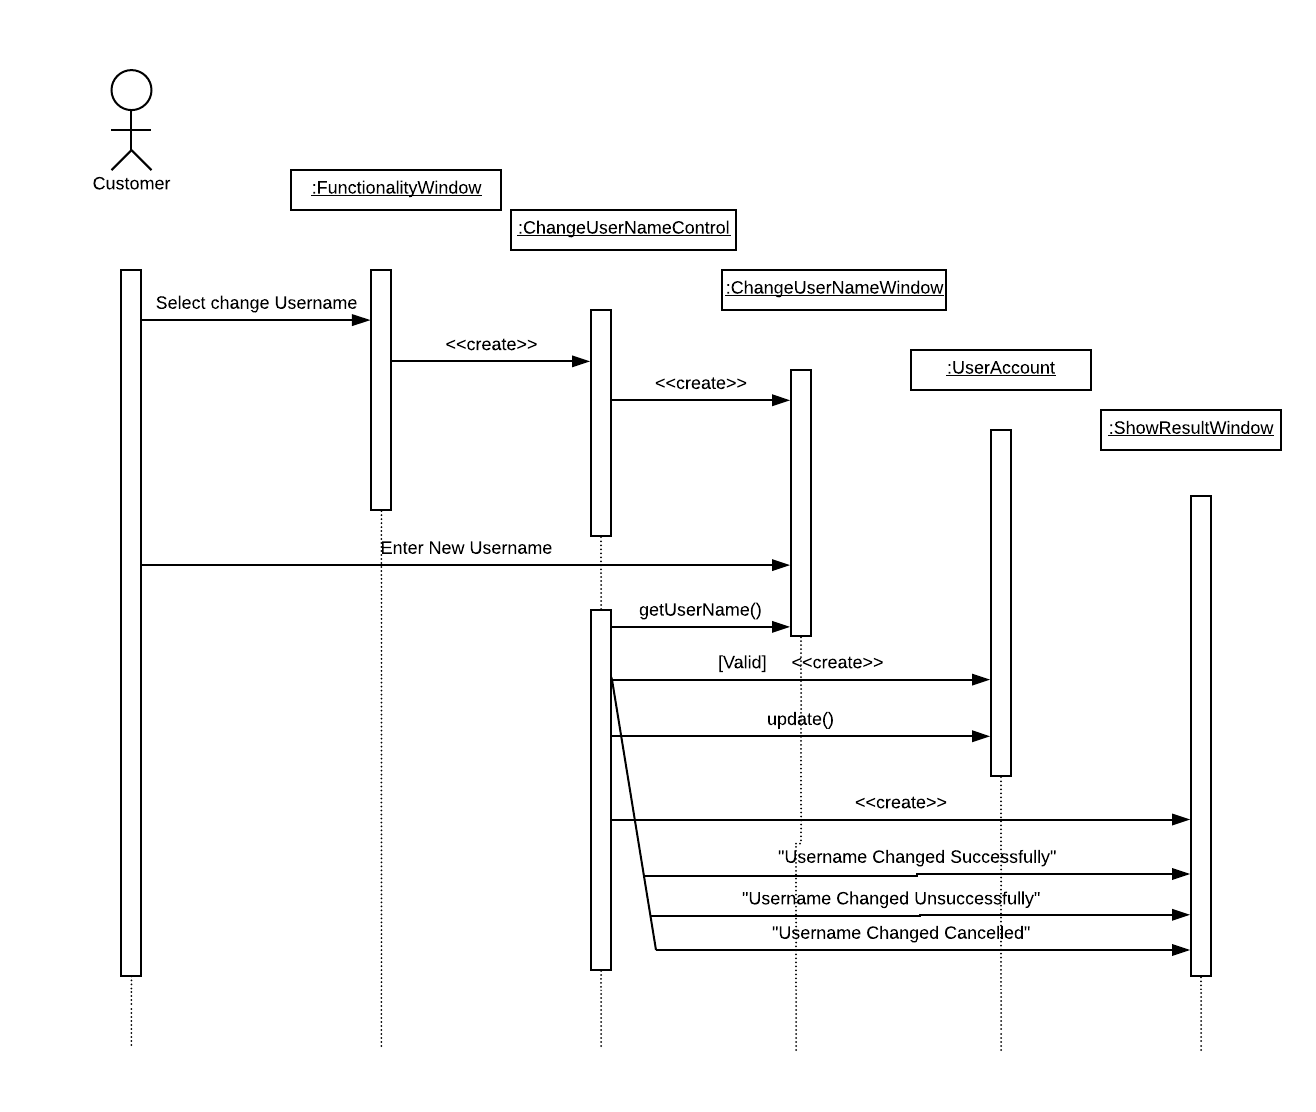 Customer
:FunctionalityWindow
:ChangeUserNameControl
:ChangeUserNameWindow
Select change Username
<<create>>
:UserAccount
<<create>>
:ShowResultWindow
Enter New Username
getUserName()
[Valid] <<create>>
update()
<<create>>
"Username Changed Successfully"
"Username Changed Unsuccessfully"
"Username Changed Cancelled"